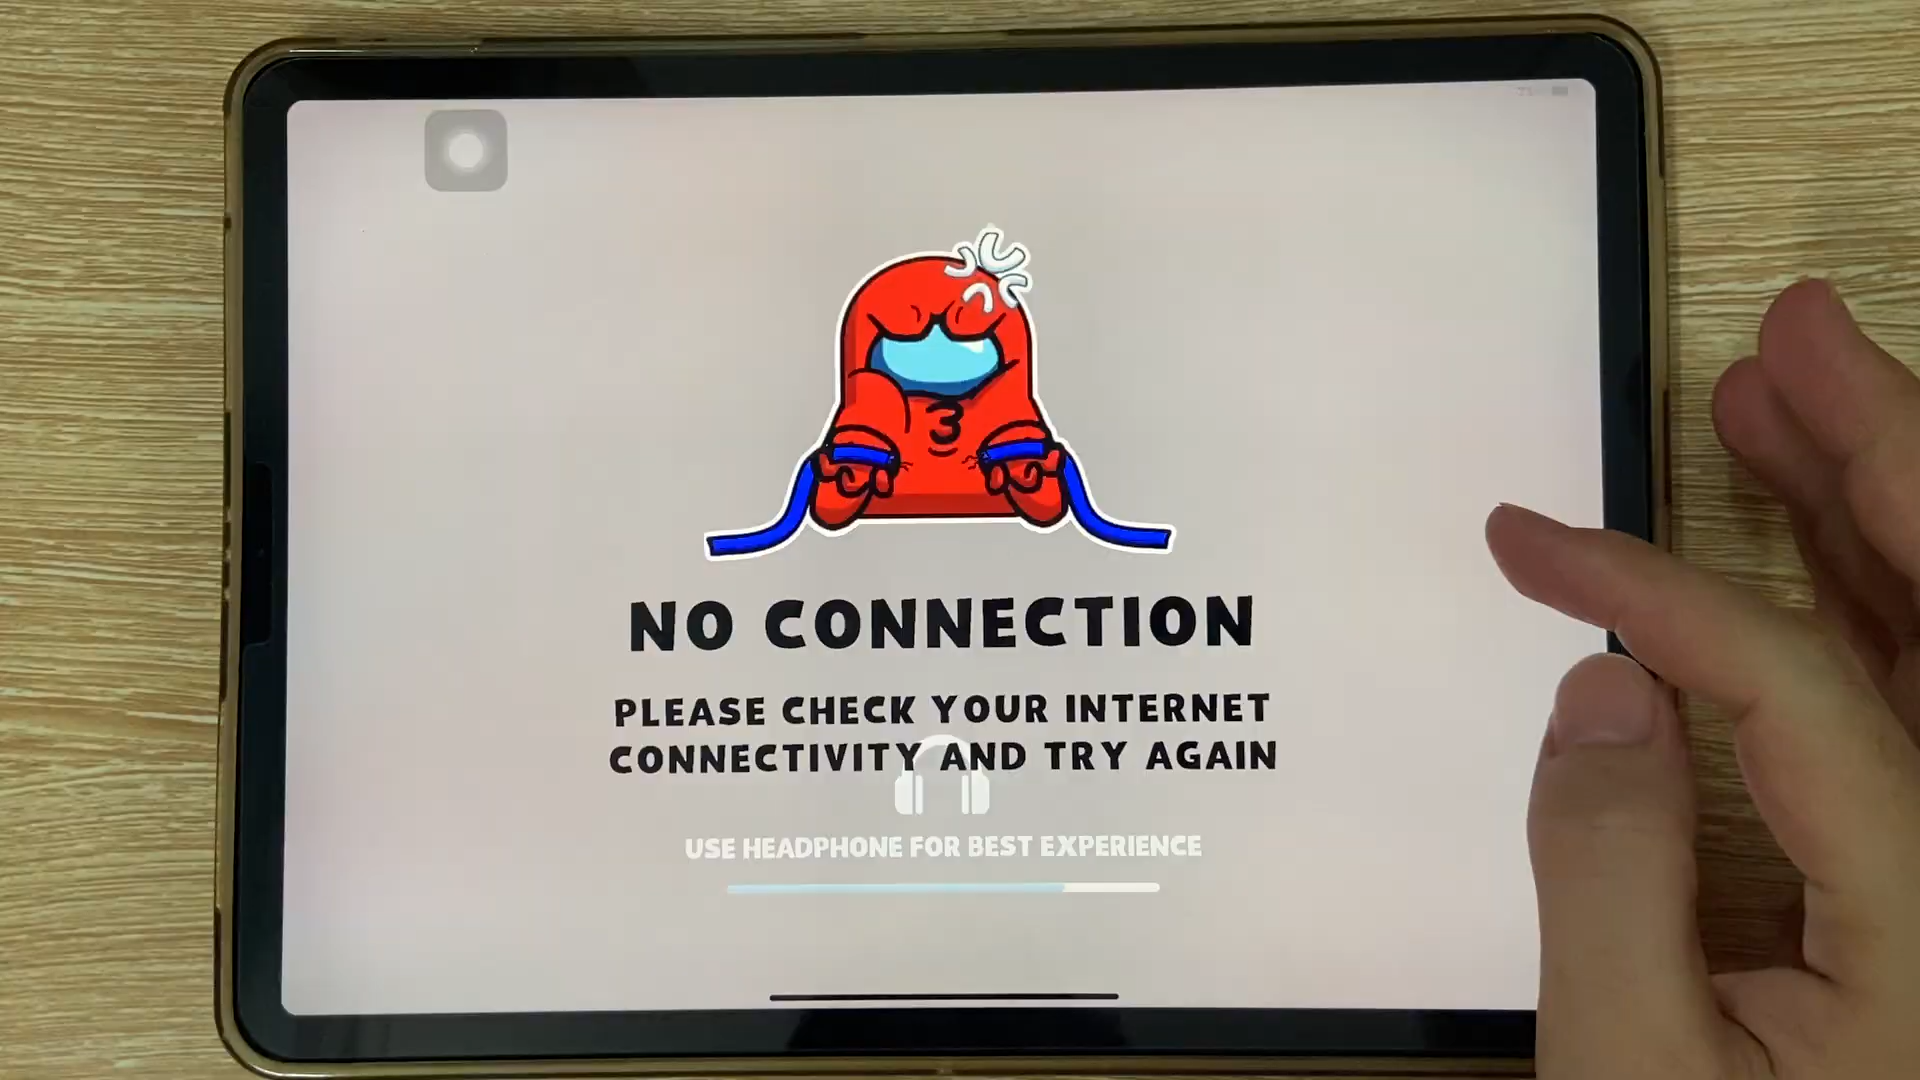 NO CONNECTION
PLEASE CHECK YOUR INTERNET
CONNECTIVITY AND TRY AGAIN
USE HEADPHONE FOR BEST EXPERIENCE